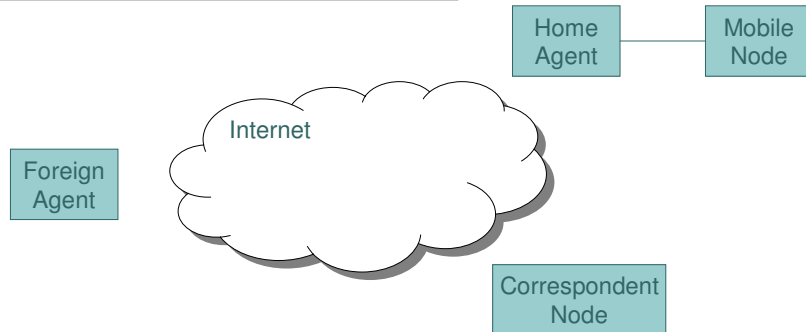 Home
Agent
Mobile
Node
Internet
Foreign
Agent
Correspondent
Node